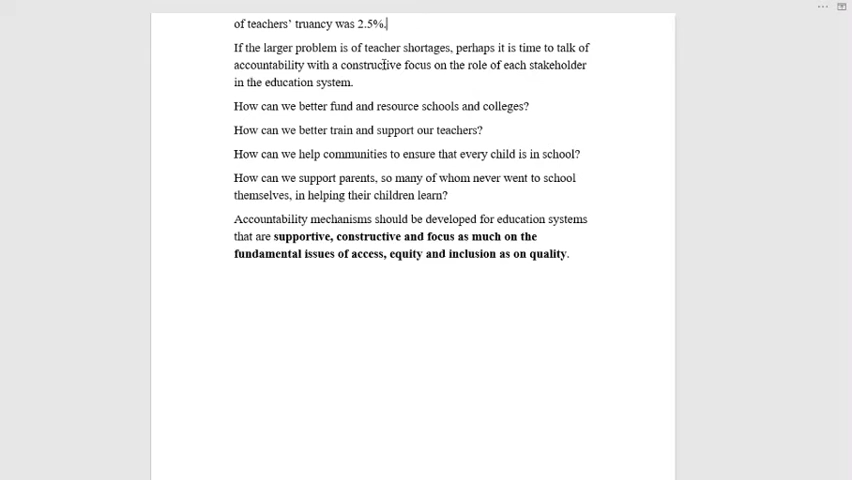 of teachers’ truancy was 2.5%.
If the larger problem is of teacher shortages, perhaps it is time to talk of
accountability with a constructive focus on the role of each stakeholder
in the education system.
How can we better fund and resource schools and colleges?
How can we better train and support our teachers?
How can we help communities to ensure that every child is in school?
How can we support parents, so many of whom never went to school
themselves, in helping their children learn?
Accountability mechanisms should be developed for education systems
that are supportive, constructive and focus as much on the
fundamental issues of access, equity and inclusion as on quality.